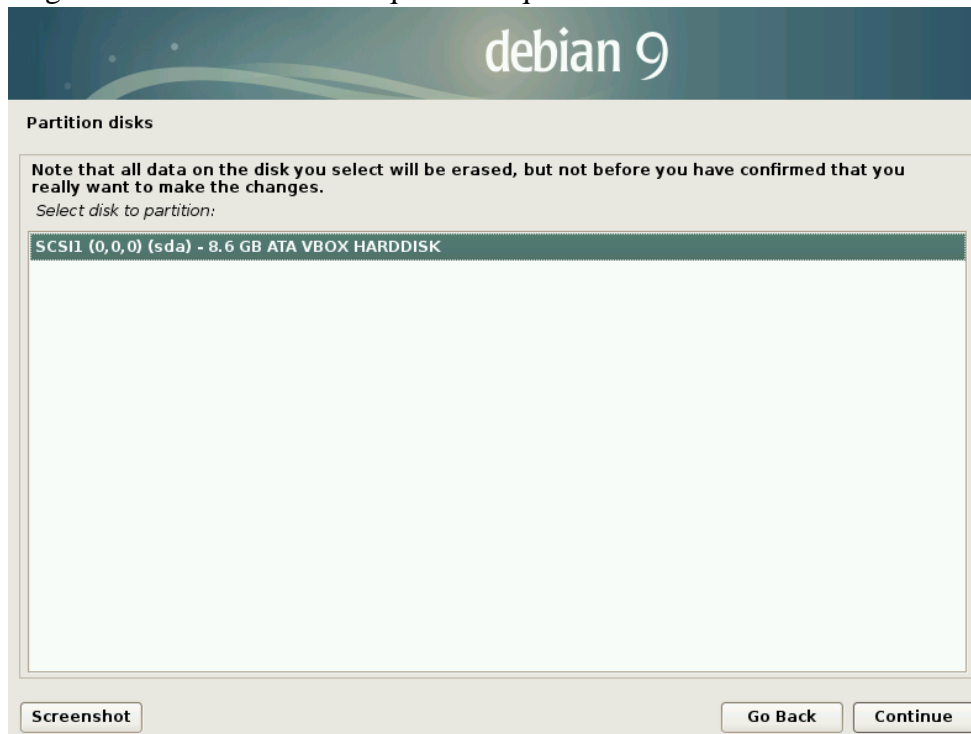 debian 9
Partition disks
Note that all data on the disk you select will be erased, but not before you have confirmed that you
really want to make the changes.
Select disk to partition:
SCSI1 (0,0,0) (sda) - 8.6 GB ATA VBOX HARDDISK
Screenshot Go Back Continue